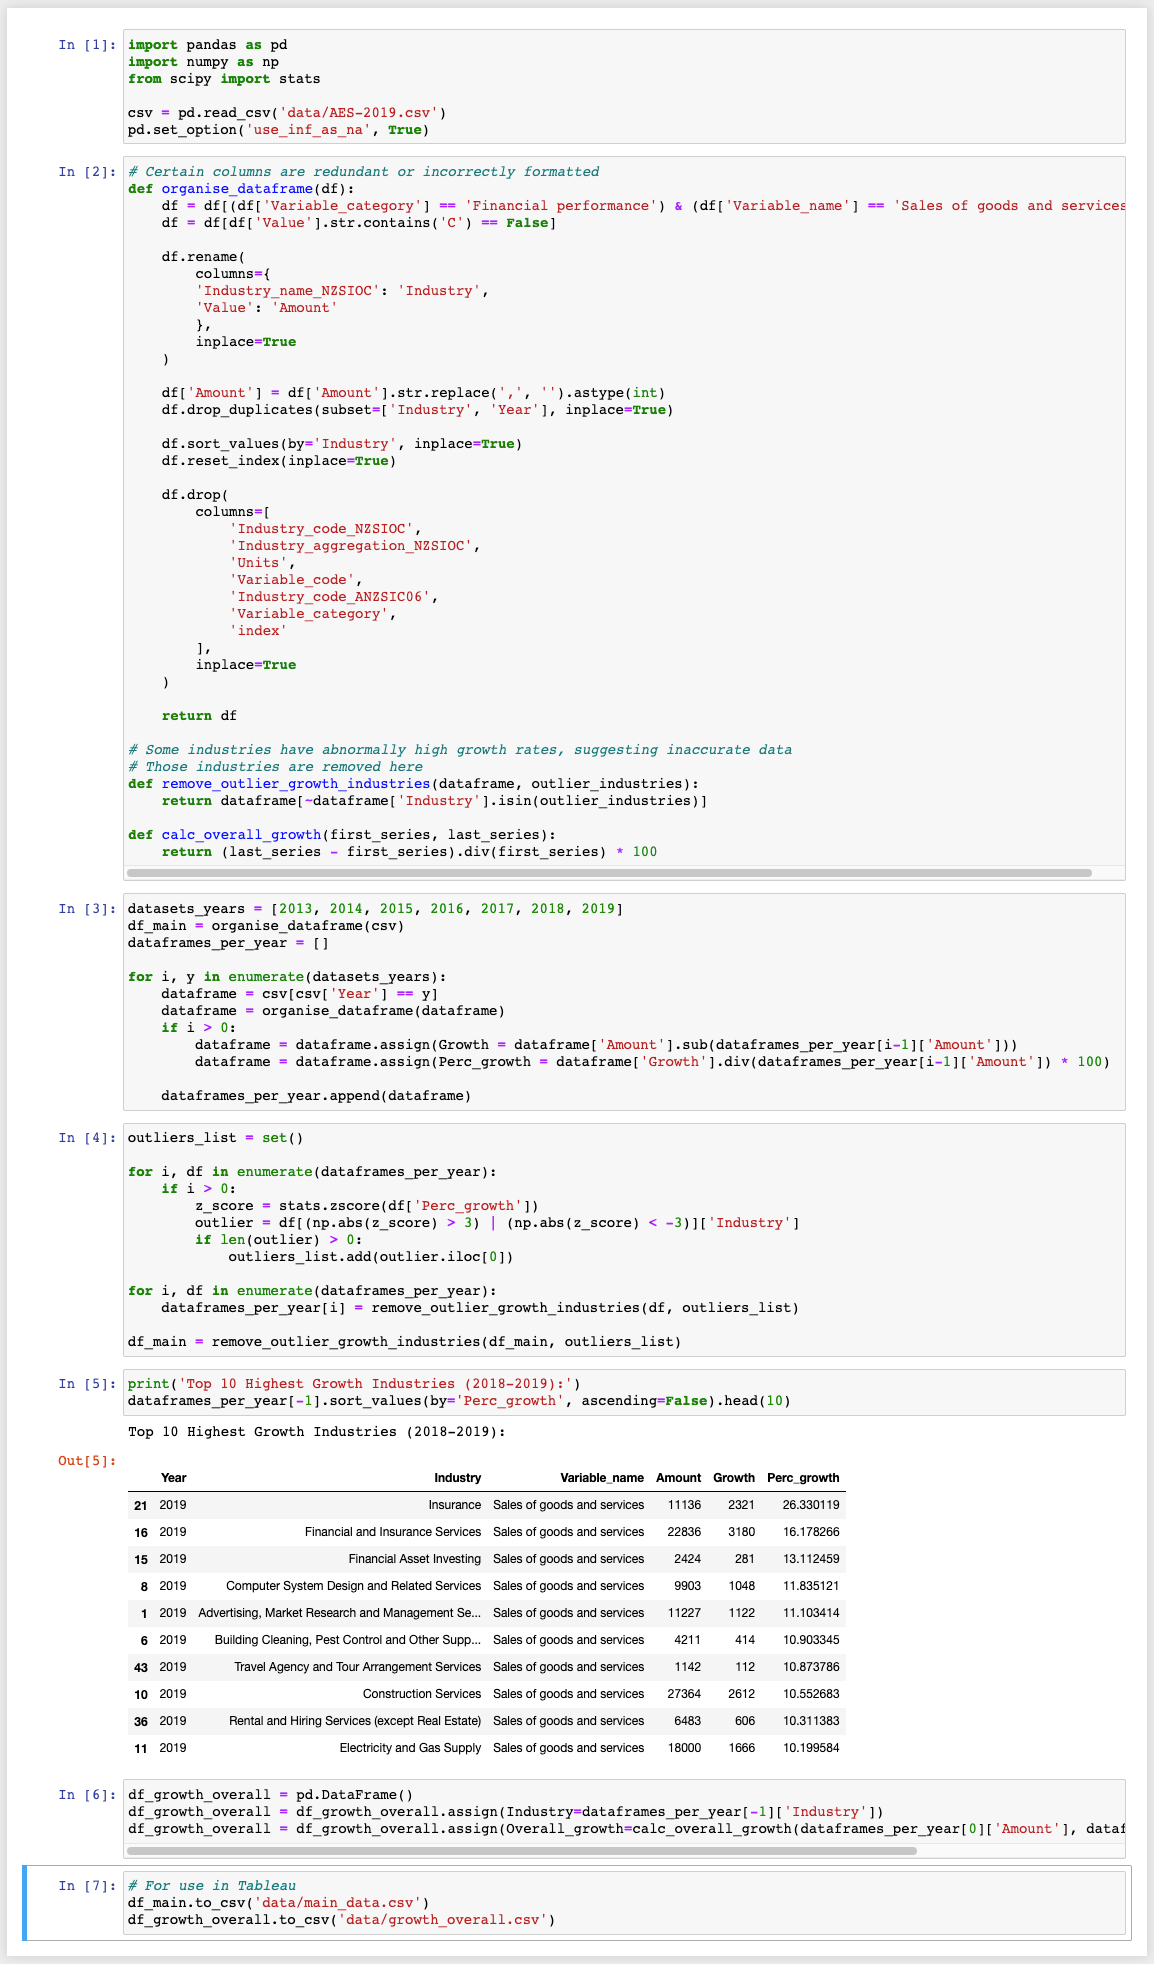 In [1]:
import pandas as pd
import numpy as np
from scipy import stats

csv = pd.read_csv('data/AES-2019.csv')
pd.set_option('use_inf_as_na', True)

In [2]:
# Certain columns are redundant or incorrectly formatted
def organise_dataframe(df):
    df = df[(df['Variable_category'] == 'Financial performance') & (df['Variable_name'] == 'Sales of goods and services
    df = df[df['Value'].str.contains('C') == False]

    df.rename(
        columns={
        'Industry_name_NZSIOC': 'Industry',
        'Value': 'Amount'
        },
        inplace=True
    )

    df['Amount'] = df['Amount'].str.replace(',', '').astype(int)
    df.drop_duplicates(subset=['Industry', 'Year'], inplace=True)

    df.sort_values(by='Industry', inplace=True)
    df.reset_index(inplace=True)

    df.drop(
        columns=[
            'Industry_code_NZSIOC',
            'Industry_aggregation_NZSIOC',
            'Units',
            'Variable_code',
            'Industry_code_ANZSIC06',
            'Variable_category',
            'index'
        ],
        inplace=True
    )

    return df

# Some industries have abnormally high growth rates, suggesting inaccurate data
# Those industries are removed here
def remove_outlier_growth_industries(dataframe, outlier_industries):
    return dataframe[~dataframe['Industry'].isin(outlier_industries)]

def calc_overall_growth(first_series, last_series):
    return (last_series - first_series).div(first_series) * 100

In [3]:
datasets_years = [2013, 2014, 2015, 2016, 2017, 2018, 2019]
df_main = organise_dataframe(csv)
dataframes_per_year = []

for i, y in enumerate(datasets_years):
    dataframe = csv[csv['Year'] == y]
    dataframe = organise_dataframe(dataframe)
    if i > 0:
        dataframe = dataframe.assign(Growth = dataframe['Amount'].sub(dataframes_per_year[i-1]['Amount']))
        dataframe = dataframe.assign(Perc_growth = dataframe['Growth'].div(dataframes_per_year[i-1]['Amount']) * 100)

    dataframes_per_year.append(dataframe)

In [4]:
outliers_list = set()

for i, df in enumerate(dataframes_per_year):
    if i > 0:
        z_score = stats.zscore(df['Perc_growth'])
        outlier = df[(np.abs(z_score) > 3) | (np.abs(z_score) < -3)]['Industry']
        if len(outlier) > 0:
            outliers_list.add(outlier.iloc[0])

for i, df in enumerate(dataframes_per_year):
    dataframes_per_year[i] = remove_outlier_growth_industries(df, outliers_list)

df_main = remove_outlier_growth_industries(df_main, outliers_list)

In [5]:
print('Top 10 Highest Growth Industries (2018-2019):')
dataframes_per_year[-1].sort_values(by='Perc_growth', ascending=False).head(10)
Top 10 Highest Growth Industries (2018-2019):
Out[5]:
Year Industry Variable_name Amount Growth Perc_growth
21 2019 Insurance Sales of goods and services 11136 2321 26.330119
16 2019 Financial and Insurance Services Sales of goods and services 22836 3180 16.178266
15 2019 Financial Asset Investing Sales of goods and services 2424 281 13.112459
8 2019 Computer System Design and Related Services Sales of goods and services 9903 1048 11.835121
1 2019 Advertising, Market Research and Management Se... Sales of goods and services 11227 1122 11.103414
6 2019 Building Cleaning, Pest Control and Other Supp... Sales of goods and services 4211 414 10.903345
43 2019 Travel Agency and Tour Arrangement Services Sales of goods and services 1142 112 10.873786
10 2019 Construction Services Sales of goods and services 27364 2612 10.552683
36 2019 Rental and Hiring Services (except Real Estate) Sales of goods and services 6483 606 10.311383
11 2019 Electricity and Gas Supply Sales of goods and services 18000 1666 10.199584

In [6]:
df_growth_overall = pd.DataFrame()
df_growth_overall = df_growth_overall.assign(Industry=dataframes_per_year[-1]['Industry'])
df_growth_overall = df_growth_overall.assign(Overall_growth=calc_overall_growth(dataframes_per_year[0]['Amount'], dataf

In [7]:
# For use in Tableau
df_main.to_csv('data/main_data.csv')
df_growth_overall.to_csv('data/growth_overall.csv')